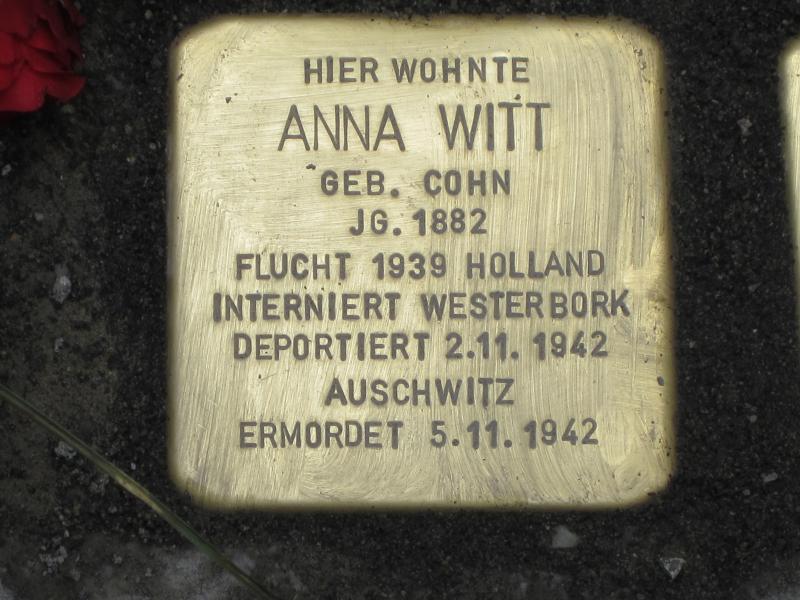 HIER WOHNTE
ANNA WITT
GEB. COHN
JG. 1882
FLUCHT 1939 HOLLAND
INTERNIERT WESTERBORK
DEPORTIERT 2.11. 1942
AUSCHWITZ
ERMORDET 5.11.1942